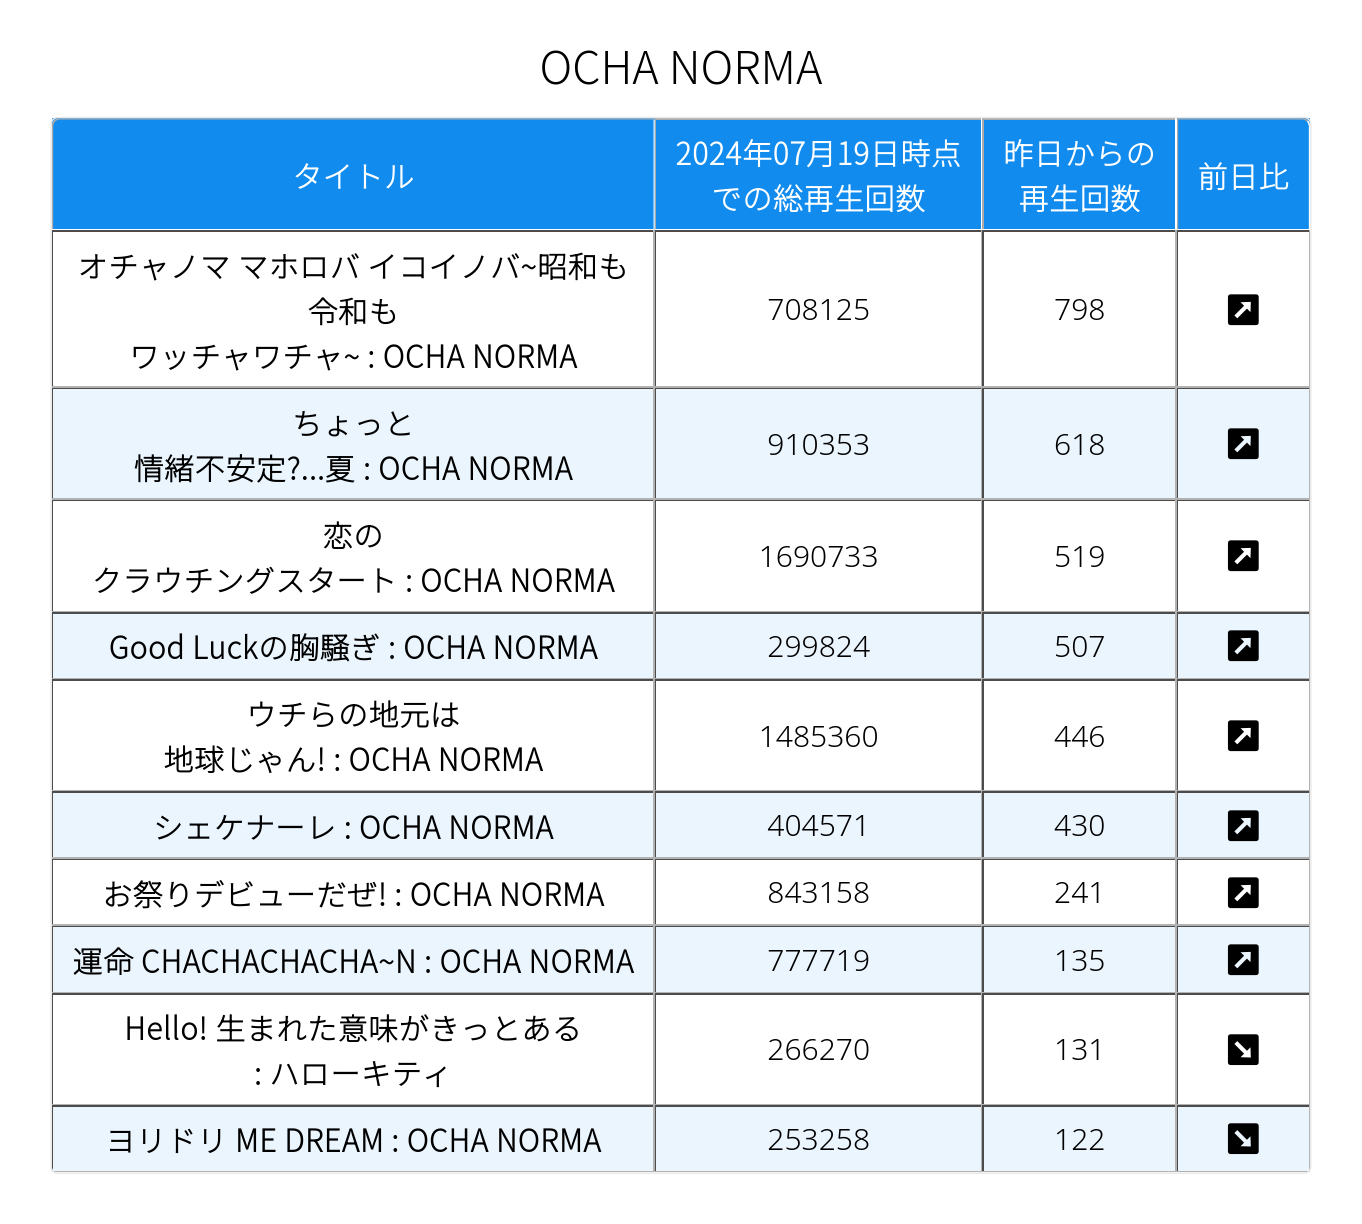 OCHA NORMA
タイトル
2024年07月19日時点
での総再生回数
昨日からの
再生回数
前日比
オチャノマ マホロバ イコイノバ~昭和も
令和も
ワッチャワチャ~ : OCHA NORMA
708125
798
ちょっと
情緒不安定?...夏 : OCHA NORMA
910353
618
恋の
クラウチングスタート : OCHA NORMA
1690733
519
Good Luckの胸騒ぎ : OCHA NORMA
299824
507
ウチらの地元は
地球じゃん! : OCHA NORMA
1485360
446
シェケナーレ : OCHA NORMA
404571
430
お祭りデビューだぜ! : OCHA NORMA
843158
241
運命 CHACHACHACHA~N : OCHA NORMA
777719
135
Hello! 生まれた意味がきっとある
: ハローキティ
266270
131
ヨリドリ ME DREAM : OCHA NORMA
253258
122